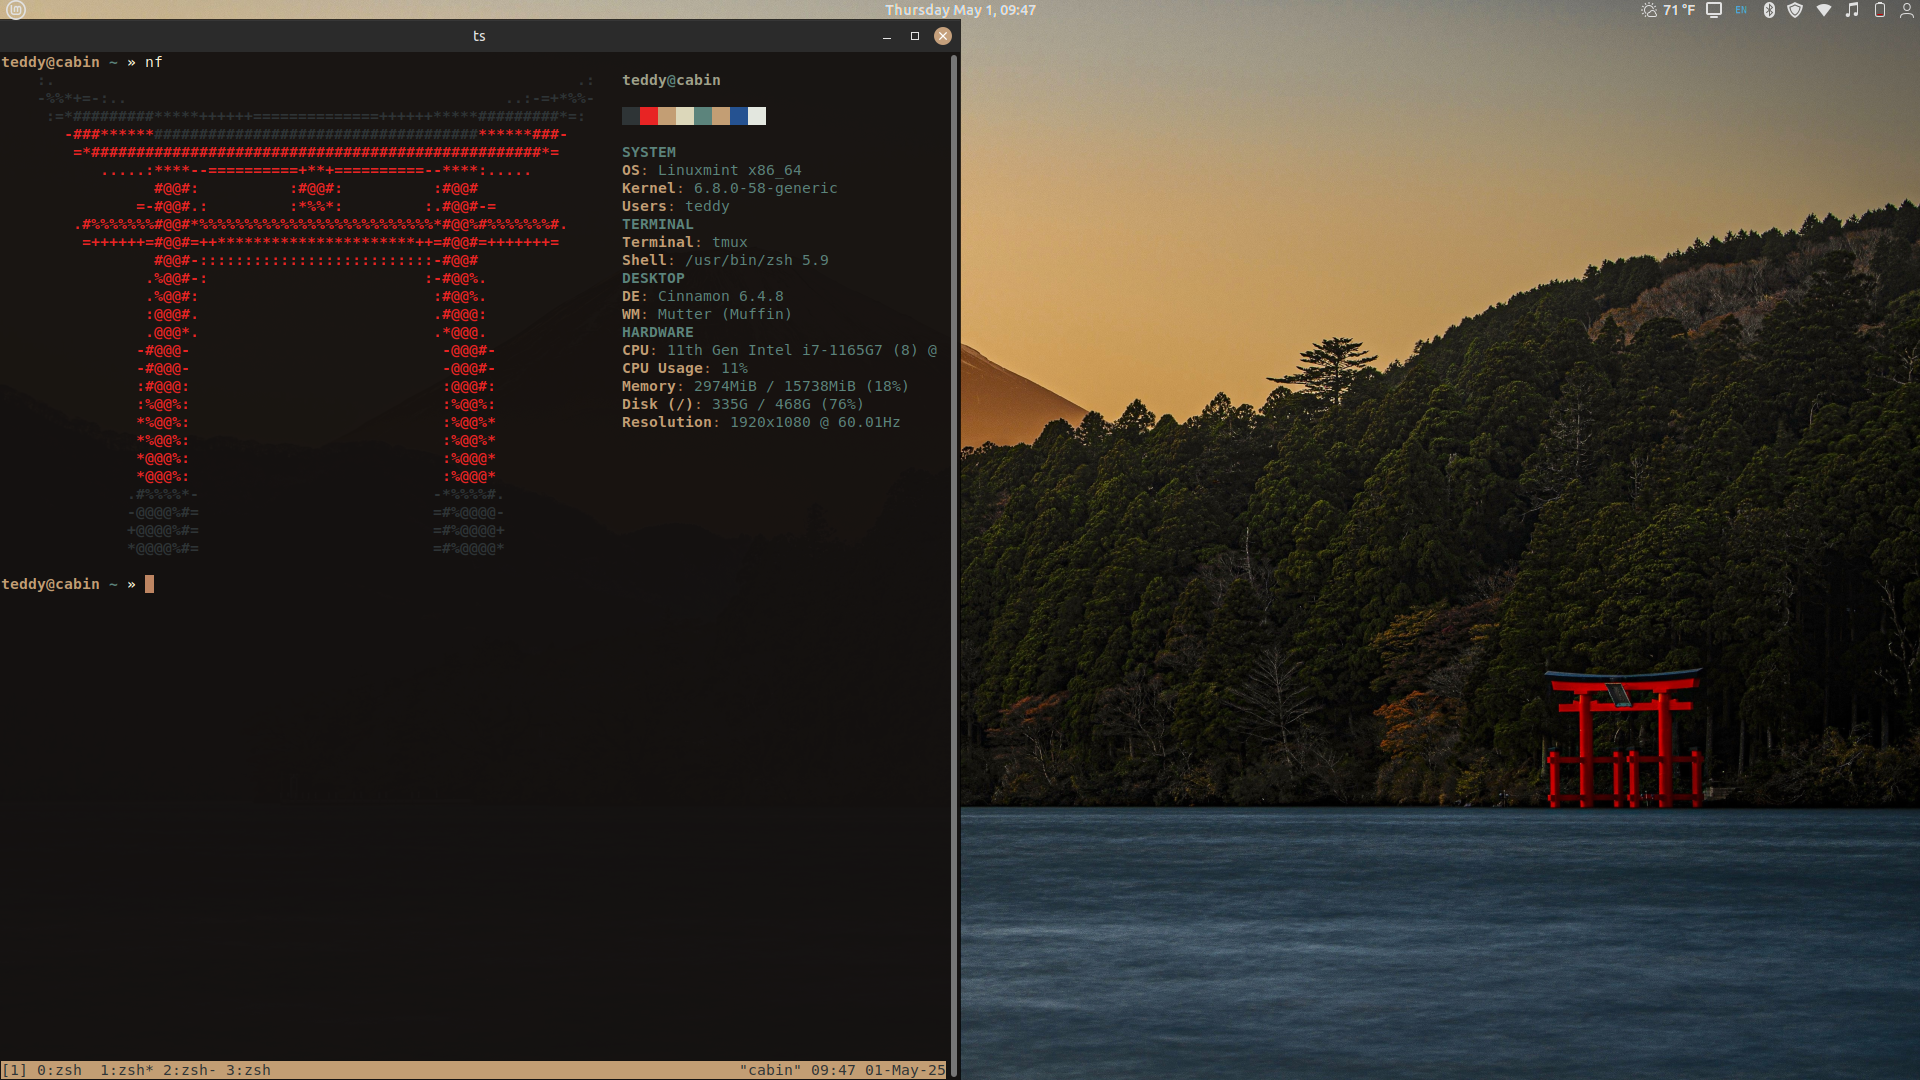 Thursday May 1, 09:47
71 °F
EN
ts
teddy@cabin ~ » nf
teddy@cabin
SYSTEM
OS: Linuxmint x86_64
Kernel: 6.8.0-58-generic
Users: teddy
TERMINAL
Terminal: tmux
Shell: /usr/bin/zsh 5.9
DESKTOP
DE: Cinnamon 6.4.8
WM: Mutter (Muffin)
HARDWARE
CPU: 11th Gen Intel i7-1165G7 (8) @
CPU Usage: 11%
Memory: 2974MiB / 15738MiB (18%)
Disk (/): 335G / 468G (76%)
Resolution: 1920x1080 @ 60.01Hz
teddy@cabin ~ »
[1] 0:zsh  1:zsh* 2:zsh- 3:zsh
"cabin" 09:47 01-May-25